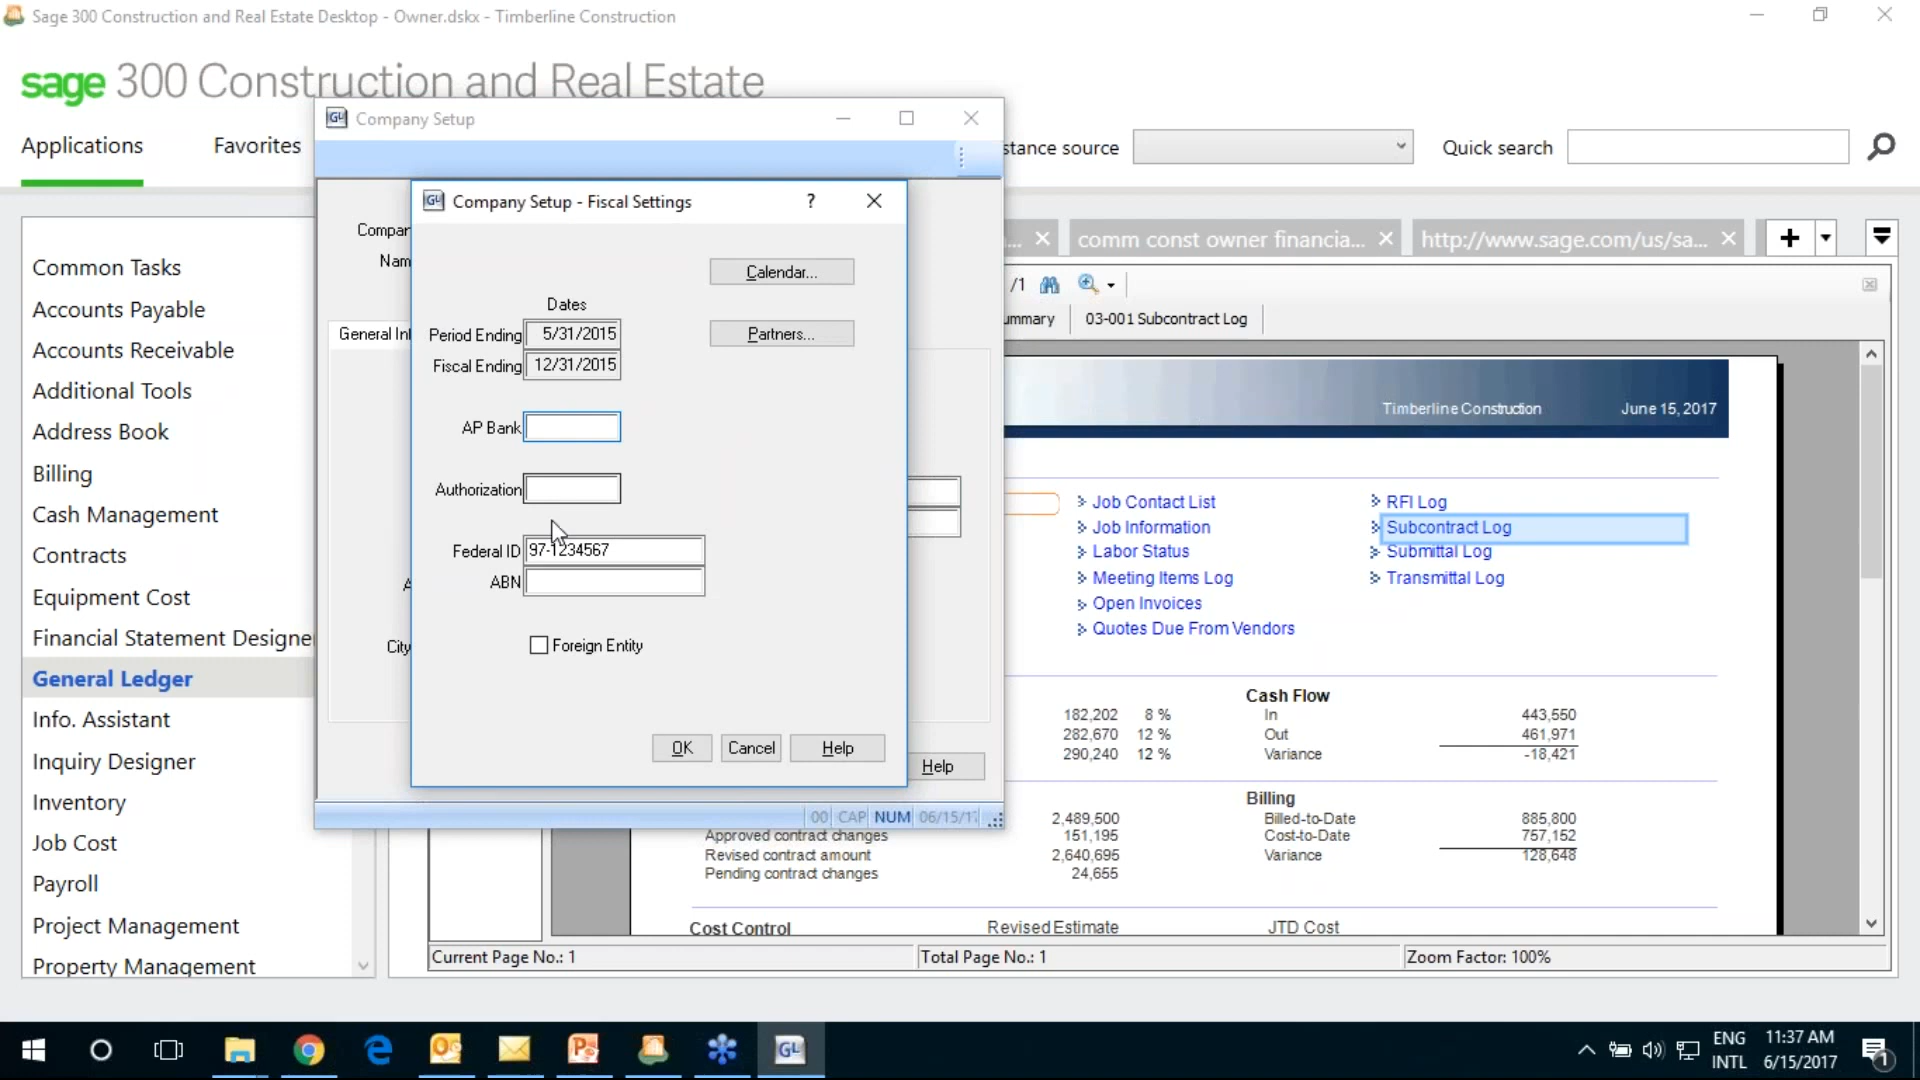 Sage 300 Construction and Real Estate Desktop - Owner.dskx - Timberline Construction
sage 300 Construction and Real Estate
Applications
Favorites
stance source
Quick search
Common Tasks
Accounts Payable
Accounts Receivable
Additional Tools
Address Book
Billing
Cash Management
Contracts
Equipment Cost
Financial Statement Designe
General Ledger
Info. Assistant
Inquiry Designer
Inventory
Job Cost
Payroll
Project Management
Property Management
GL Company Setup
Compan
Nam
General In
City
Help
00 CAP NUM 06/15/17
GL Company Setup - Fiscal Settings ?
Calendar...
Dates
Period Ending 5/31/2015
Partners...
Fiscal Ending 12/31/2015
AP Bank
Authorization
Federal ID 97-1234567
ABN
Foreign Entity
OK Cancel Help
... comm const owner financia... http://www.sage.com/us/sa...
/1
ummary 03-001 Subcontract Log
Timberline Construction June 15, 2017
Job Contact List
Job Information
Labor Status
Meeting Items Log
Open Invoices
Quotes Due From Vendors
RFI Log
Subcontract Log
Submittal Log
Transmittal Log
Cash Flow
182,202 8 % In 443,550
282,670 12 % Out 461,971
290,240 12 % Variance -18,421
Billing
2,489,500 Billed-to-Date 885,800
Approved contract changes 151,195 Cost-to-Date 757,152
Revised contract amount 2,640,695 Variance 128,648
Pending contract changes 24,655
Cost Control Revised Estimate JTD Cost
Current Page No.: 1 Total Page No.: 1 Zoom Factor: 100%
ENG 11:37 AM
INTL 6/15/2017
1